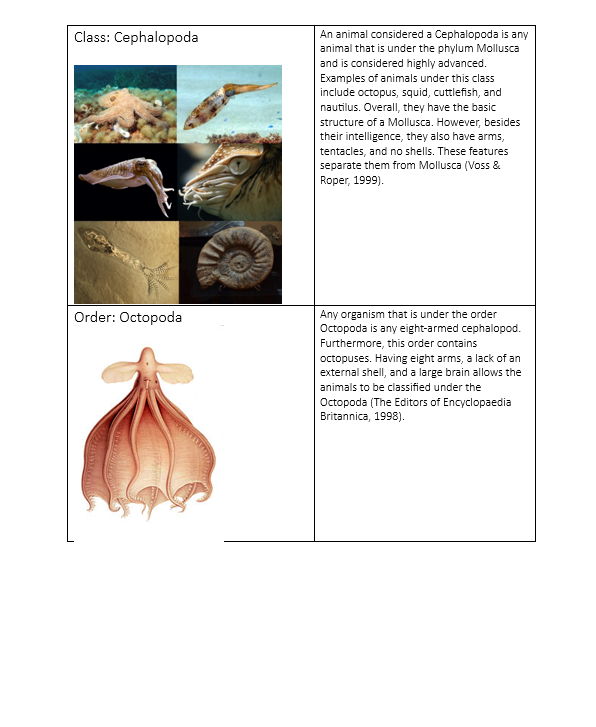 Class: Cephalopoda
An animal considered a Cephalopoda is any
animal that is under the phylum Mollusca
and is considered highly advanced.
Examples of animals under this class
include octopus, squid, cuttlefish, and
nautilus. Overall, they have the basic
structure of a Mollusca. However, besides
their intelligence, they also have arms,
tentacles, and no shells. These features
separate them from Mollusca (Voss &
Roper, 1999).
Order: Octopoda
Any organism that is under the order
Octopoda is any eight-armed cephalopod.
Furthermore, this order contains
octopuses. Having eight arms, a lack of an
external shell, and a large brain allows the
animals to be classified under the
Octopoda (The Editors of Encyclopaedia
Britannica, 1998).